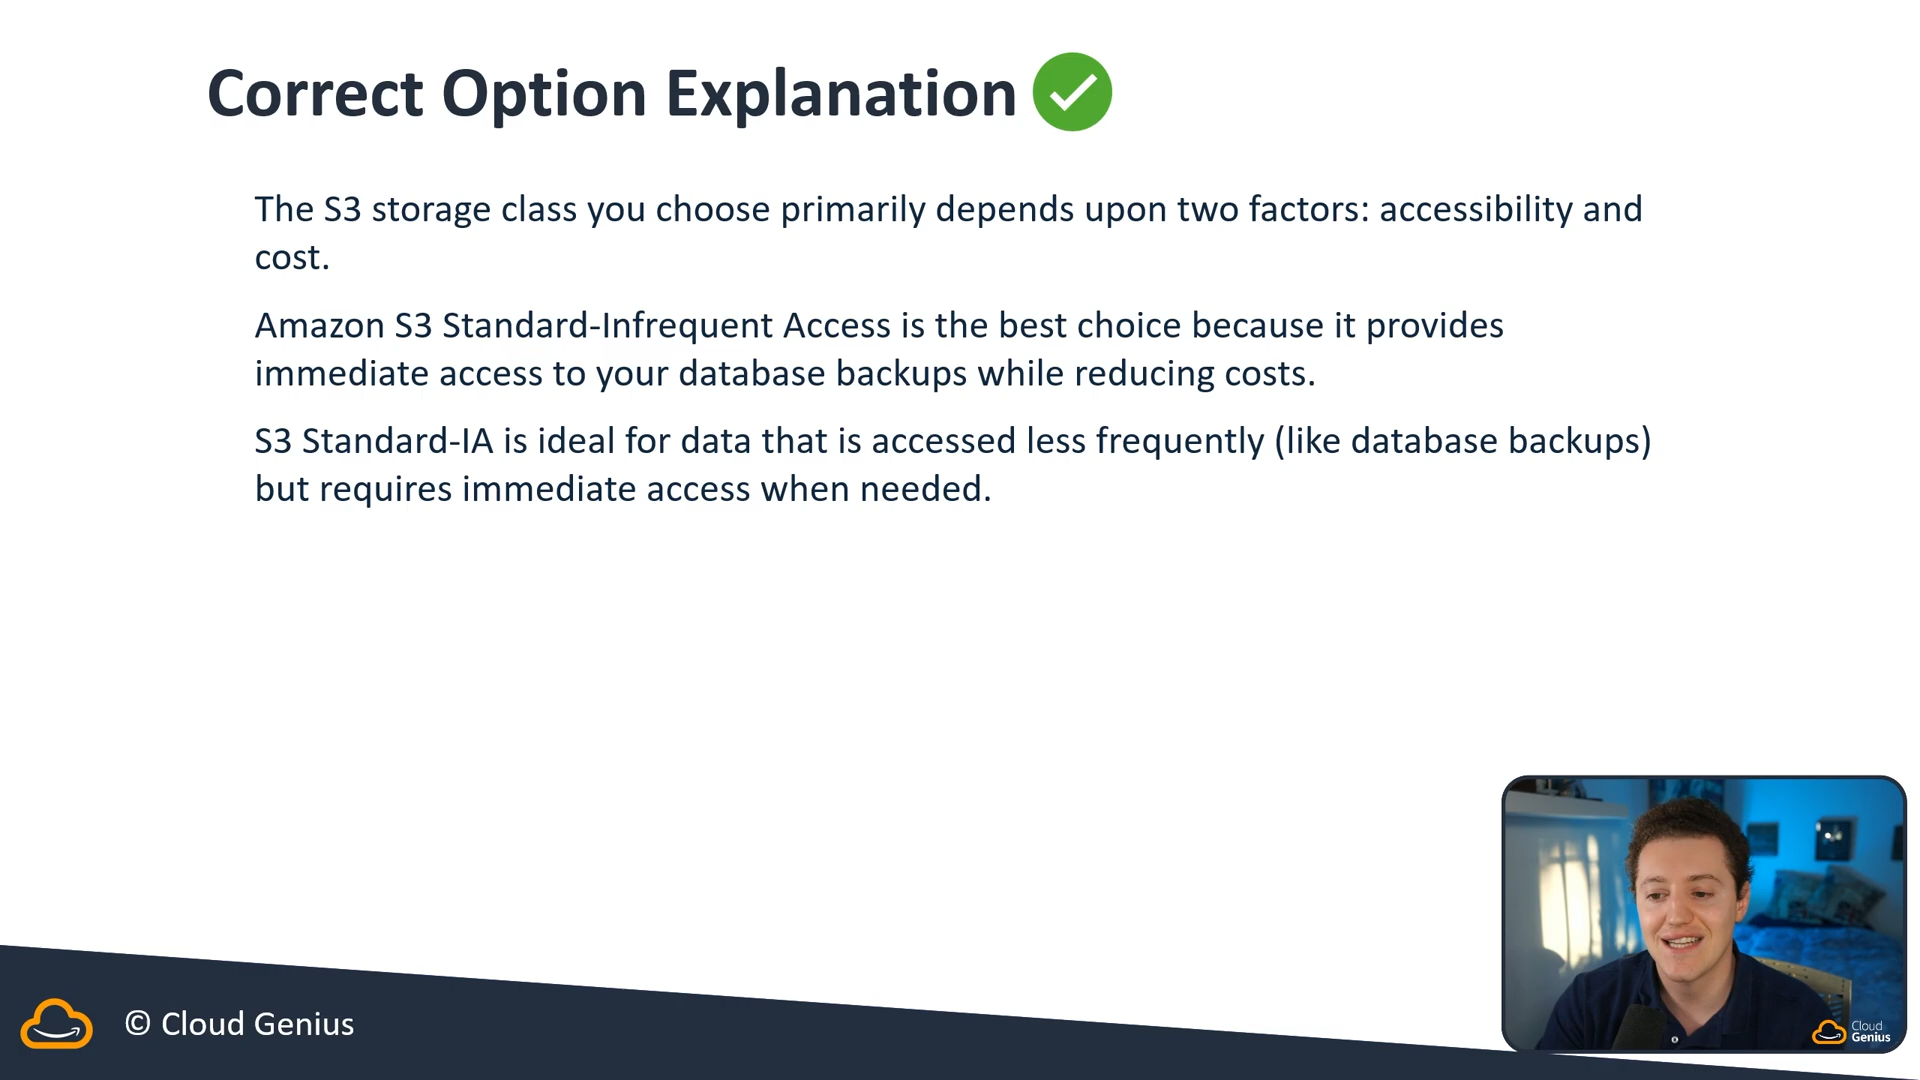 Correct Option Explanation
The S3 storage class you choose primarily depends upon two factors: accessibility and
cost.
Amazon S3 Standard-Infrequent Access is the best choice because it provides
immediate access to your database backups while reducing costs.
S3 Standard-IA is ideal for data that is accessed less frequently (like database backups)
but requires immediate access when needed.
© Cloud Genius
Cloud
Genius